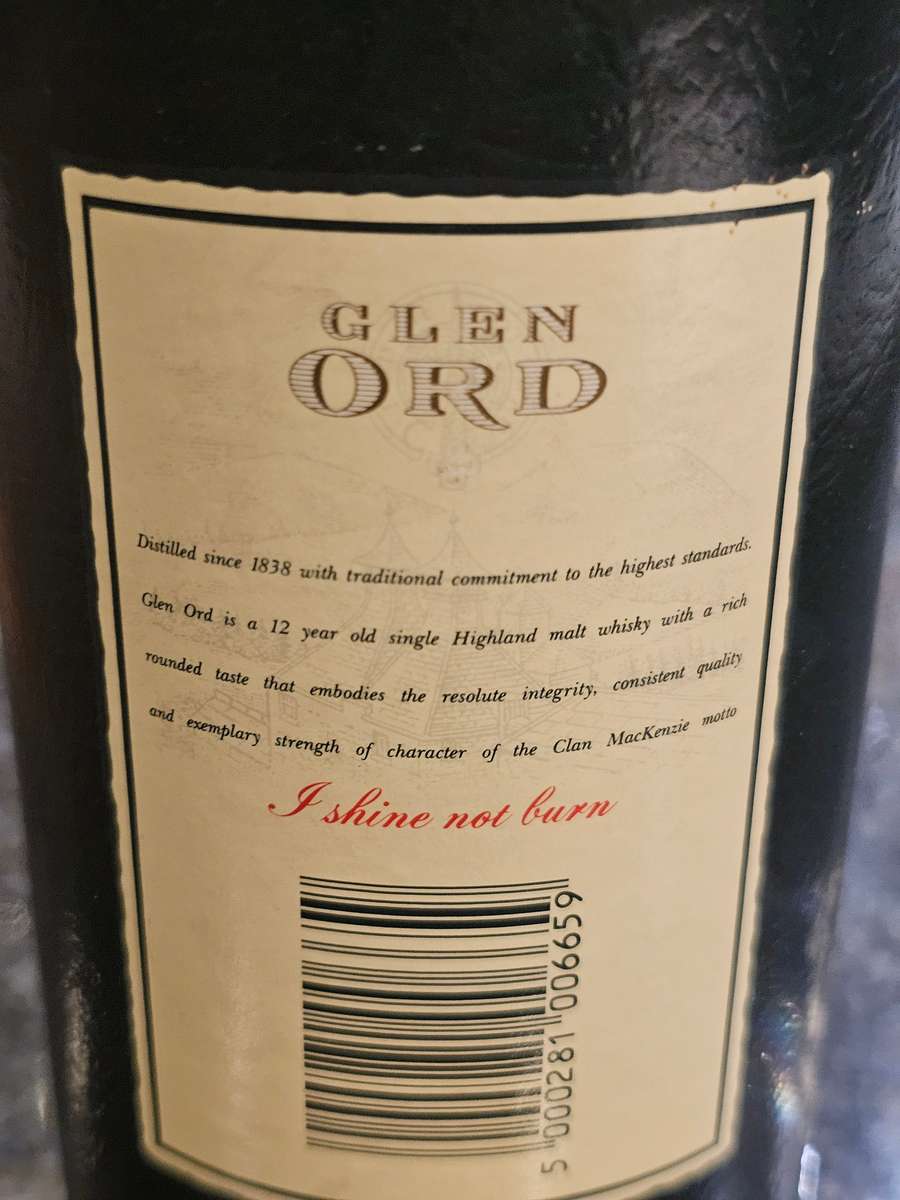 GLEN
ORD
Distilled since 1838 with traditional commitment to the highest standards.
Glen Ord is a 12 year old single Highland malt whisky with a rich
rounded taste that embodies the resolute integrity, consistent quality
and exemplary strength of character of the Clan MacKenzie motto
I shine not burn
5 000281 006659